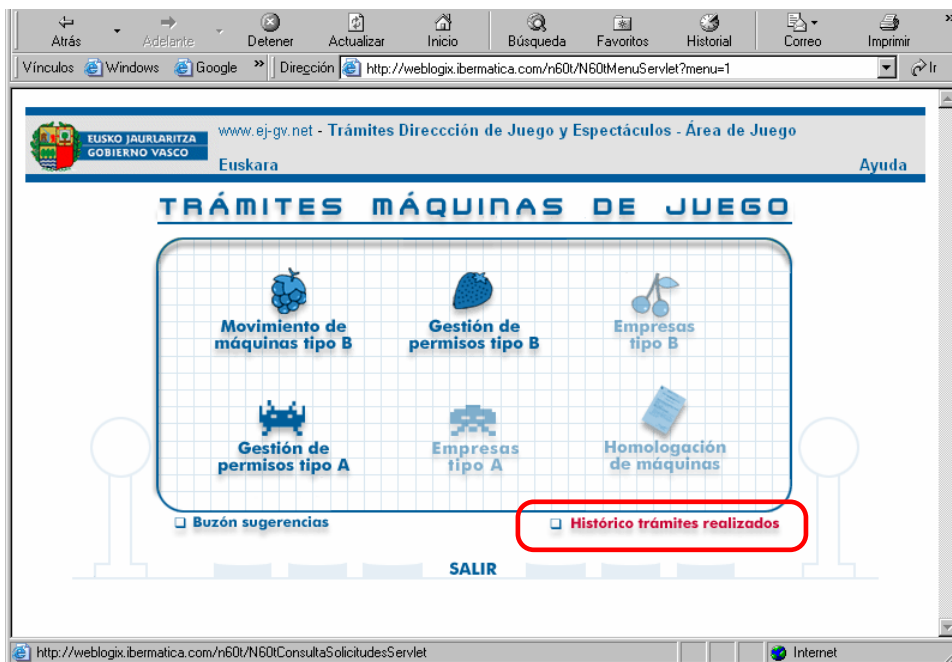 Atrás Adelante Detener Actualizar Inicio Búsqueda Favoritos Historial Correo Imprimir »
Vínculos Windows Google » Dirección http://weblogix.ibermatica.com/n60t/N60tMenuServlet?menu=1 Ir
EUSKO JAURLARITZA
GOBIERNO VASCO
www.ej-gv.net - Trámites Direccción de Juego y Espectáculos - Área de Juego
Euskara Ayuda
TRÁMITES MÁQUINAS DE JUEGO
Movimiento de
máquinas tipo B
Gestión de
permisos tipo B
Empresas
tipo B
Gestión de
permisos tipo A
Empresas
tipo A
Homologación
de máquinas
Buzón sugerencias Histórico trámites realizados
SALIR
http://weblogix.ibermatica.com/n60t/N60tConsultaSolicitudesServlet Internet